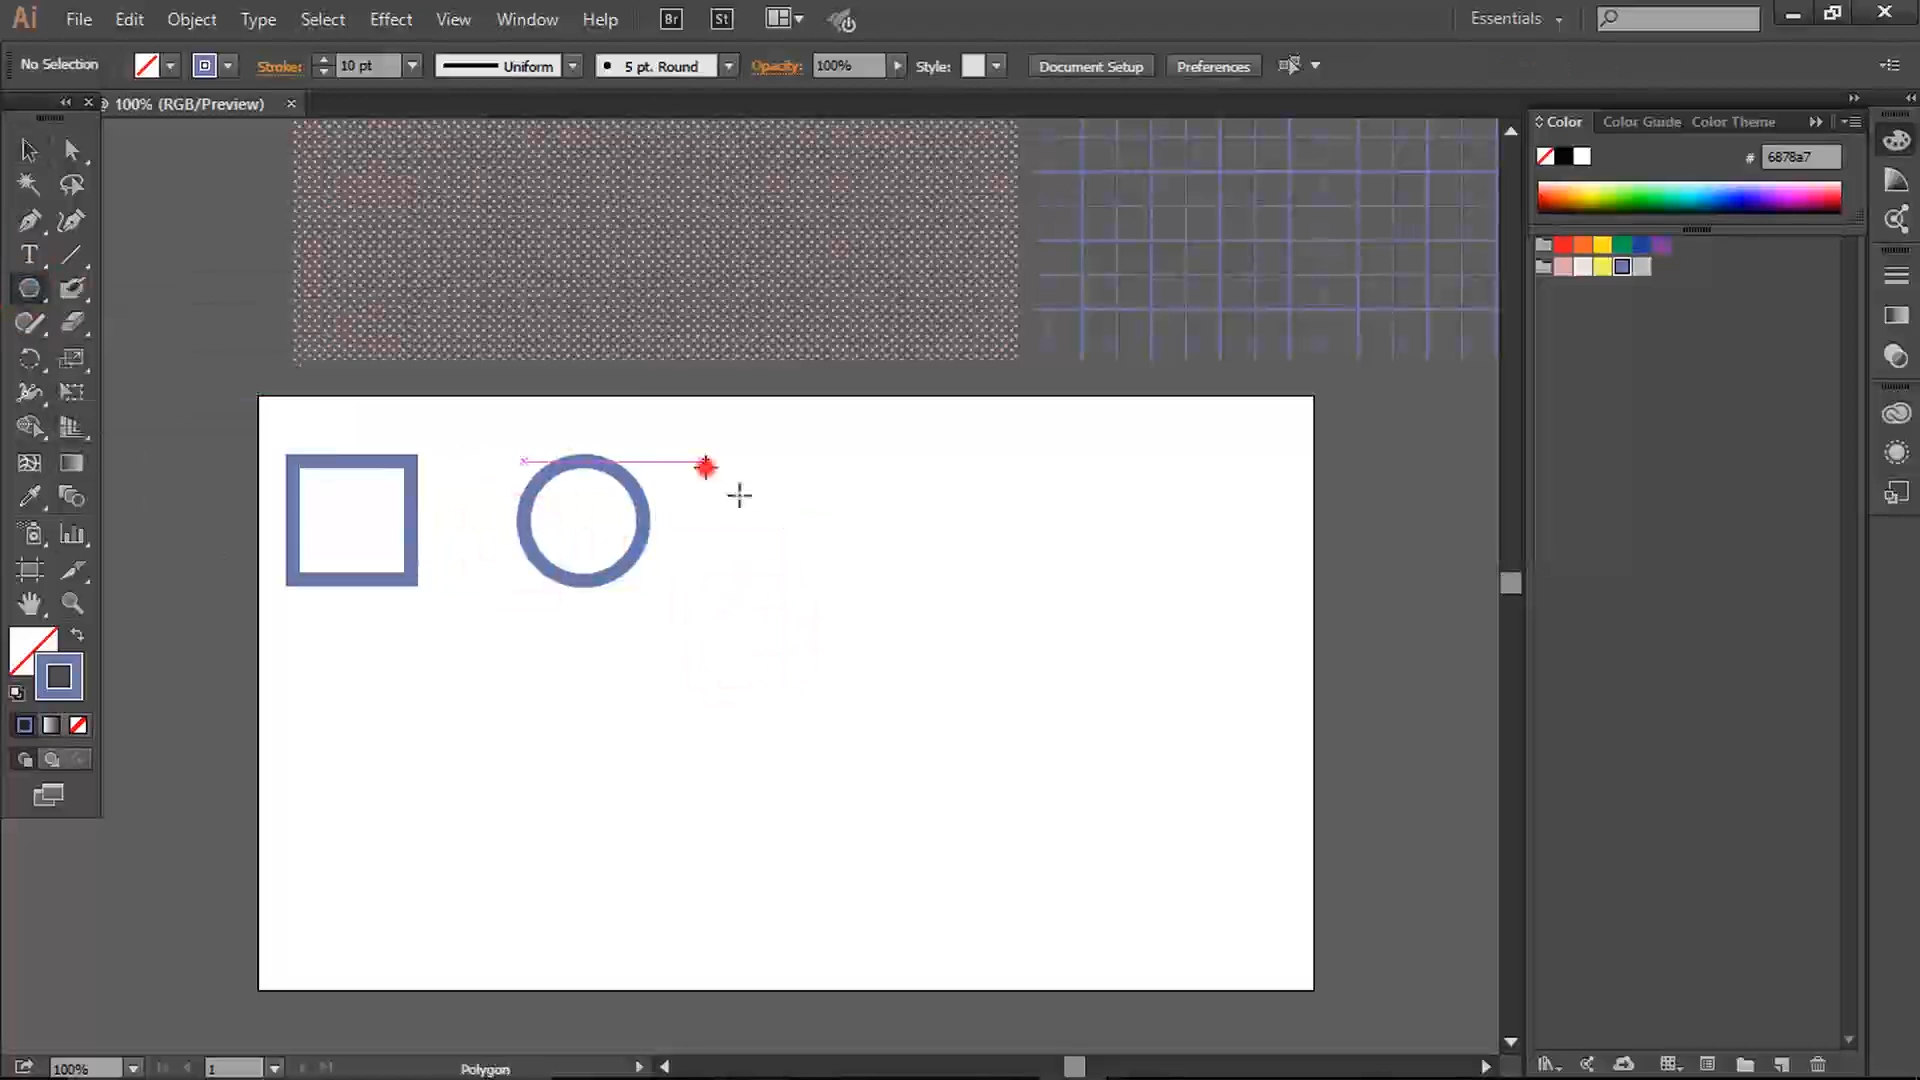 Ai File Edit Object Type Select Effect View Window Help Br St Essentials
No Selection Stroke: 10 pt Uniform 5 pt. Round Opacity: 100% Style: Document Setup Preferences
@ 100% (RGB/Preview)
Color Color Guide Color Theme
# 6878a7
T
100% 1 Polygon